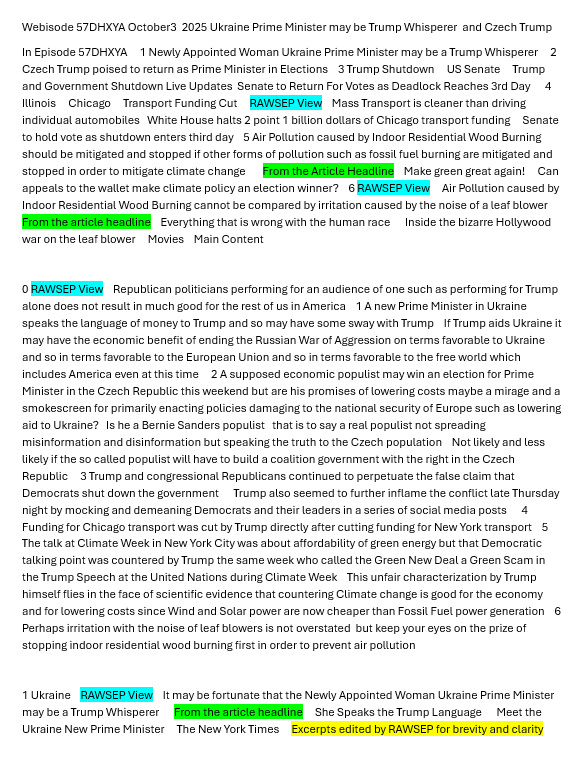 Webisode 57DHXYA October3 2025 Ukraine Prime Minister may be Trump Whisperer and Czech Trump
In Episode 57DHXYA 1 Newly Appointed Woman Ukraine Prime Minister may be a Trump Whisperer 2
Czech Trump poised to return as Prime Minister in Elections 3 Trump Shutdown US Senate Trump
and Government Shutdown Live Updates Senate to Return For Votes as Deadlock Reaches 3rd Day 4
Illinois Chicago Transport Funding Cut RAWSEP View Mass Transport is cleaner than driving
individual automobiles White House halts 2 point 1 billion dollars of Chicago transport funding Senate
to hold vote as shutdown enters third day 5 Air Pollution caused by Indoor Residential Wood Burning
should be mitigated and stopped if other forms of pollution such as fossil fuel burning are mitigated and
stopped in order to mitigate climate change From the Article Headline Make green great again! Can
appeals to the wallet make climate policy an election winner? 6 RAWSEP View Air Pollution caused by
Indoor Residential Wood Burning cannot be compared by irritation caused by the noise of a leaf blower
From the article headline Everything that is wrong with the human race Inside the bizarre Hollywood
war on the leaf blower Movies Main Content
0 RAWSEP View Republican politicians performing for an audience of one such as performing for Trump
alone does not result in much good for the rest of us in America 1 A new Prime Minister in Ukraine
speaks the language of money to Trump and so may have some sway with Trump If Trump aids Ukraine it
may have the economic benefit of ending the Russian War of Aggression on terms favorable to Ukraine
and so in terms favorable to the European Union and so in terms favorable to the free world which
includes America even at this time 2 A supposed economic populist may win an election for Prime
Minister in the Czech Republic this weekend but are his promises of lowering costs maybe a mirage and a
smokescreen for primarily enacting policies damaging to the national security of Europe such as lowering
aid to Ukraine? Is he a Bernie Sanders populist that is to say a real populist not spreading
misinformation and disinformation but speaking the truth to the Czech population Not likely and less
likely if the so called populist will have to build a coalition government with the right in the Czech
Republic 3 Trump and congressional Republicans continued to perpetuate the false claim that
Democrats shut down the government Trump also seemed to further inflame the conflict late Thursday
night by mocking and demeaning Democrats and their leaders in a series of social media posts 4
Funding for Chicago transport was cut by Trump directly after cutting funding for New York transport 5
The talk at Climate Week in New York City was about affordability of green energy but that Democratic
talking point was countered by Trump the same week who called the Green New Deal a Green Scam in
the Trump Speech at the United Nations during Climate Week This unfair characterization by Trump
himself flies in the face of scientific evidence that countering Climate change is good for the economy
and for lowering costs since Wind and Solar power are now cheaper than Fossil Fuel power generation 6
Perhaps irritation with the noise of leaf blowers is not overstated but keep your eyes on the prize of
stopping indoor residential wood burning first in order to prevent air pollution
1 Ukraine RAWSEP View It may be fortunate that the Newly Appointed Woman Ukraine Prime Minister
may be a Trump Whisperer From the article headline She Speaks the Trump Language Meet the
Ukraine New Prime Minister The New York Times Excerpts edited by RAWSEP for brevity and clarity